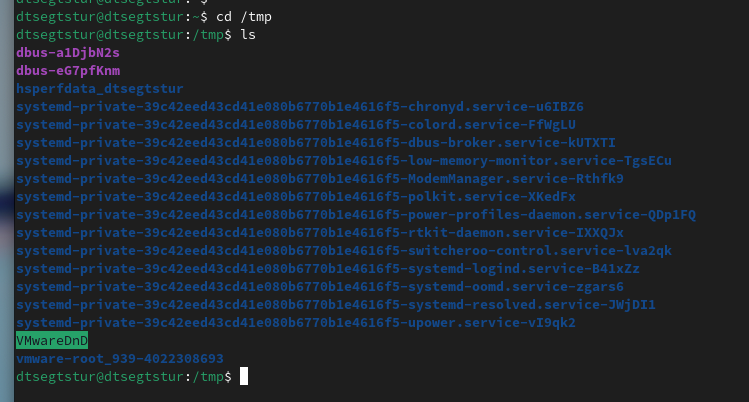 dtsegtstur@dtsegtstur:~$ cd /tmp
dtsegtstur@dtsegtstur:/tmp$ ls
dbus-a1DjbN2s
dbus-eG7pfKnm
hsperfdata_dtsegtstur
systemd-private-39c42eed43cd41e080b6770b1e4616f5-chronyd.service-u6IBZ6
systemd-private-39c42eed43cd41e080b6770b1e4616f5-colord.service-FfWgLU
systemd-private-39c42eed43cd41e080b6770b1e4616f5-dbus-broker.service-kUTXTI
systemd-private-39c42eed43cd41e080b6770b1e4616f5-low-memory-monitor.service-TgsECu
systemd-private-39c42eed43cd41e080b6770b1e4616f5-ModemManager.service-Rthfk9
systemd-private-39c42eed43cd41e080b6770b1e4616f5-polkit.service-XKedFx
systemd-private-39c42eed43cd41e080b6770b1e4616f5-power-profiles-daemon.service-QDp1FQ
systemd-private-39c42eed43cd41e080b6770b1e4616f5-rtkit-daemon.service-IXXQJx
systemd-private-39c42eed43cd41e080b6770b1e4616f5-switcheroo-control.service-lva2qk
systemd-private-39c42eed43cd41e080b6770b1e4616f5-systemd-logind.service-B41xZz
systemd-private-39c42eed43cd41e080b6770b1e4616f5-systemd-oomd.service-zgars6
systemd-private-39c42eed43cd41e080b6770b1e4616f5-systemd-resolved.service-JWjDI1
systemd-private-39c42eed43cd41e080b6770b1e4616f5-upower.service-vI9qk2
VMwareDnD
vmware-root_939-4022308693
dtsegtstur@dtsegtstur:/tmp$